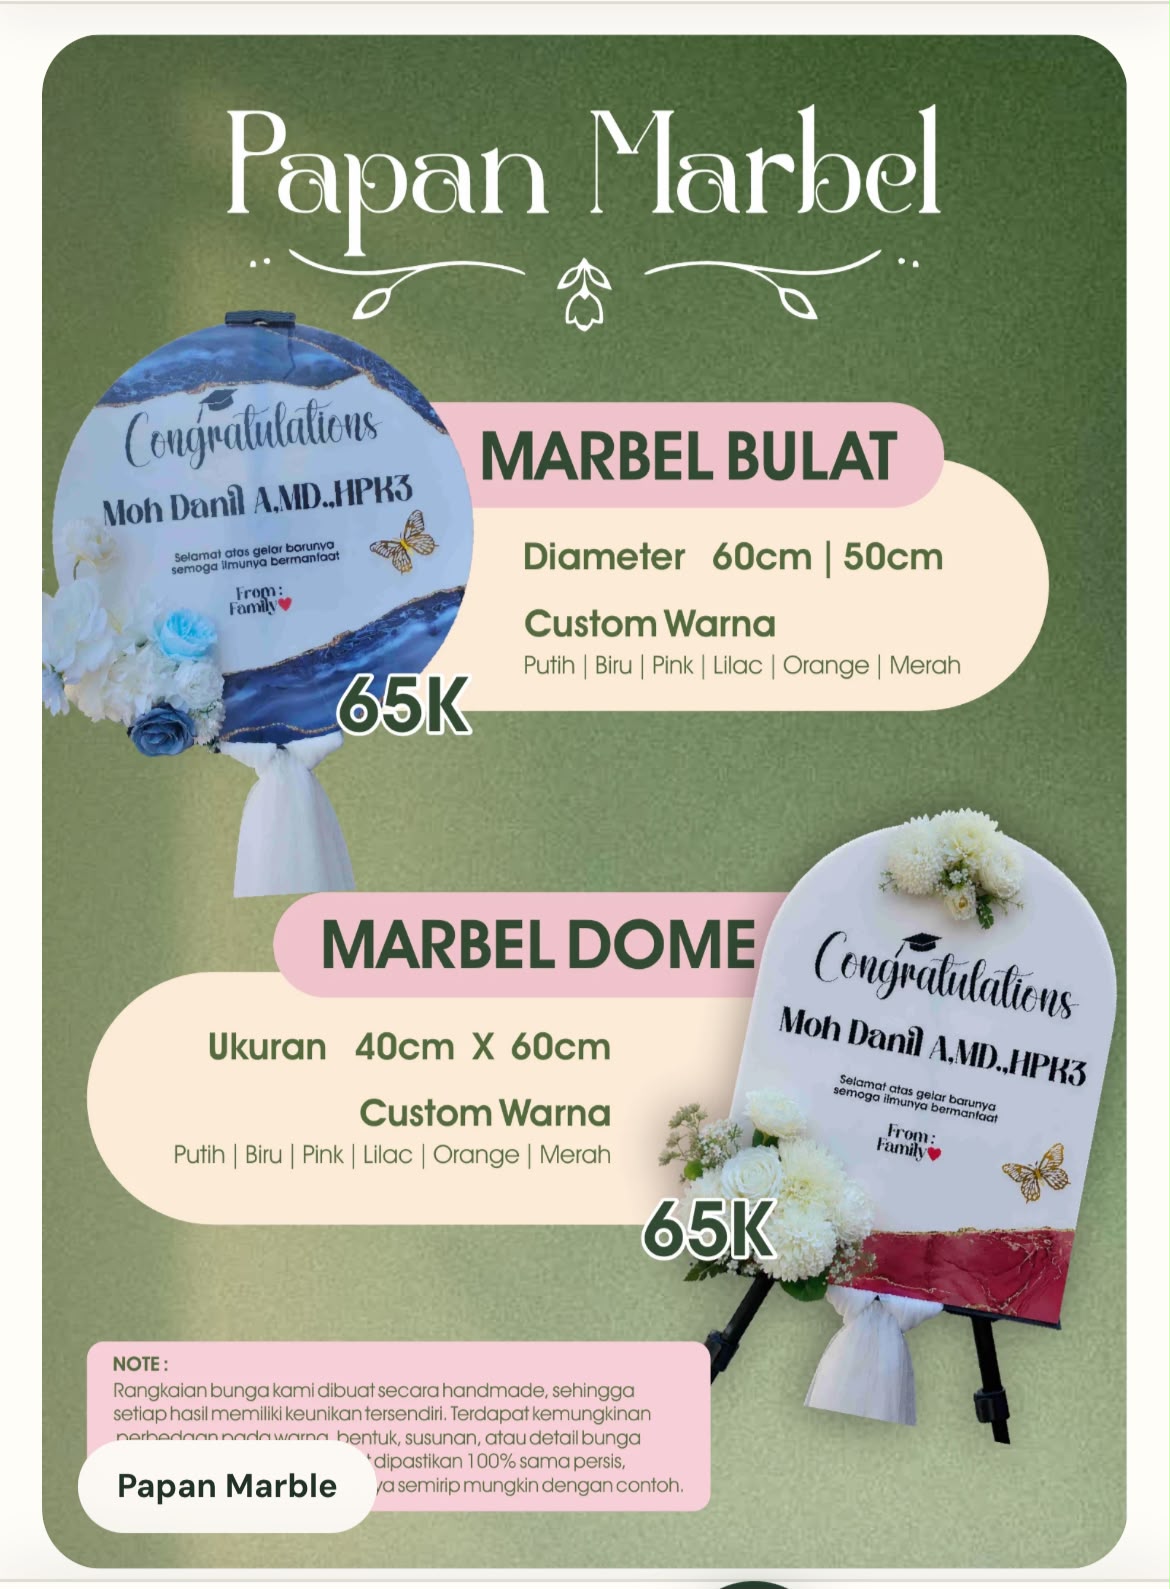 Papan Marbel
Congratulations
Moh Danil A,MD.,HPK3
Selamat atas gelar barunya
semoga ilmunya bermanfaat
From :
Family
MARBEL BULAT
Diameter 60cm | 50cm
Custom Warna
Putih | Biru | Pink | Lilac | Orange | Merah
65K
MARBEL DOME
Ukuran 40cm X 60cm
Custom Warna
Putih | Biru | Pink | Lilac | Orange | Merah
65K
Congratulations
Moh Danil A,MD.,HPK3
Selamat atas gelar barunya
semoga ilmunya bermanfaat
From :
Family
NOTE :
Rangkaian bunga kami dibuat secara handmade, sehingga
setiap hasil memiliki keunikan tersendiri. Terdapat kemungkinan
perbedaan pada warna, bentuk, susunan, atau detail bunga
dipastikan 100% sama persis,
semirip mungkin dengan contoh.
Papan Marble